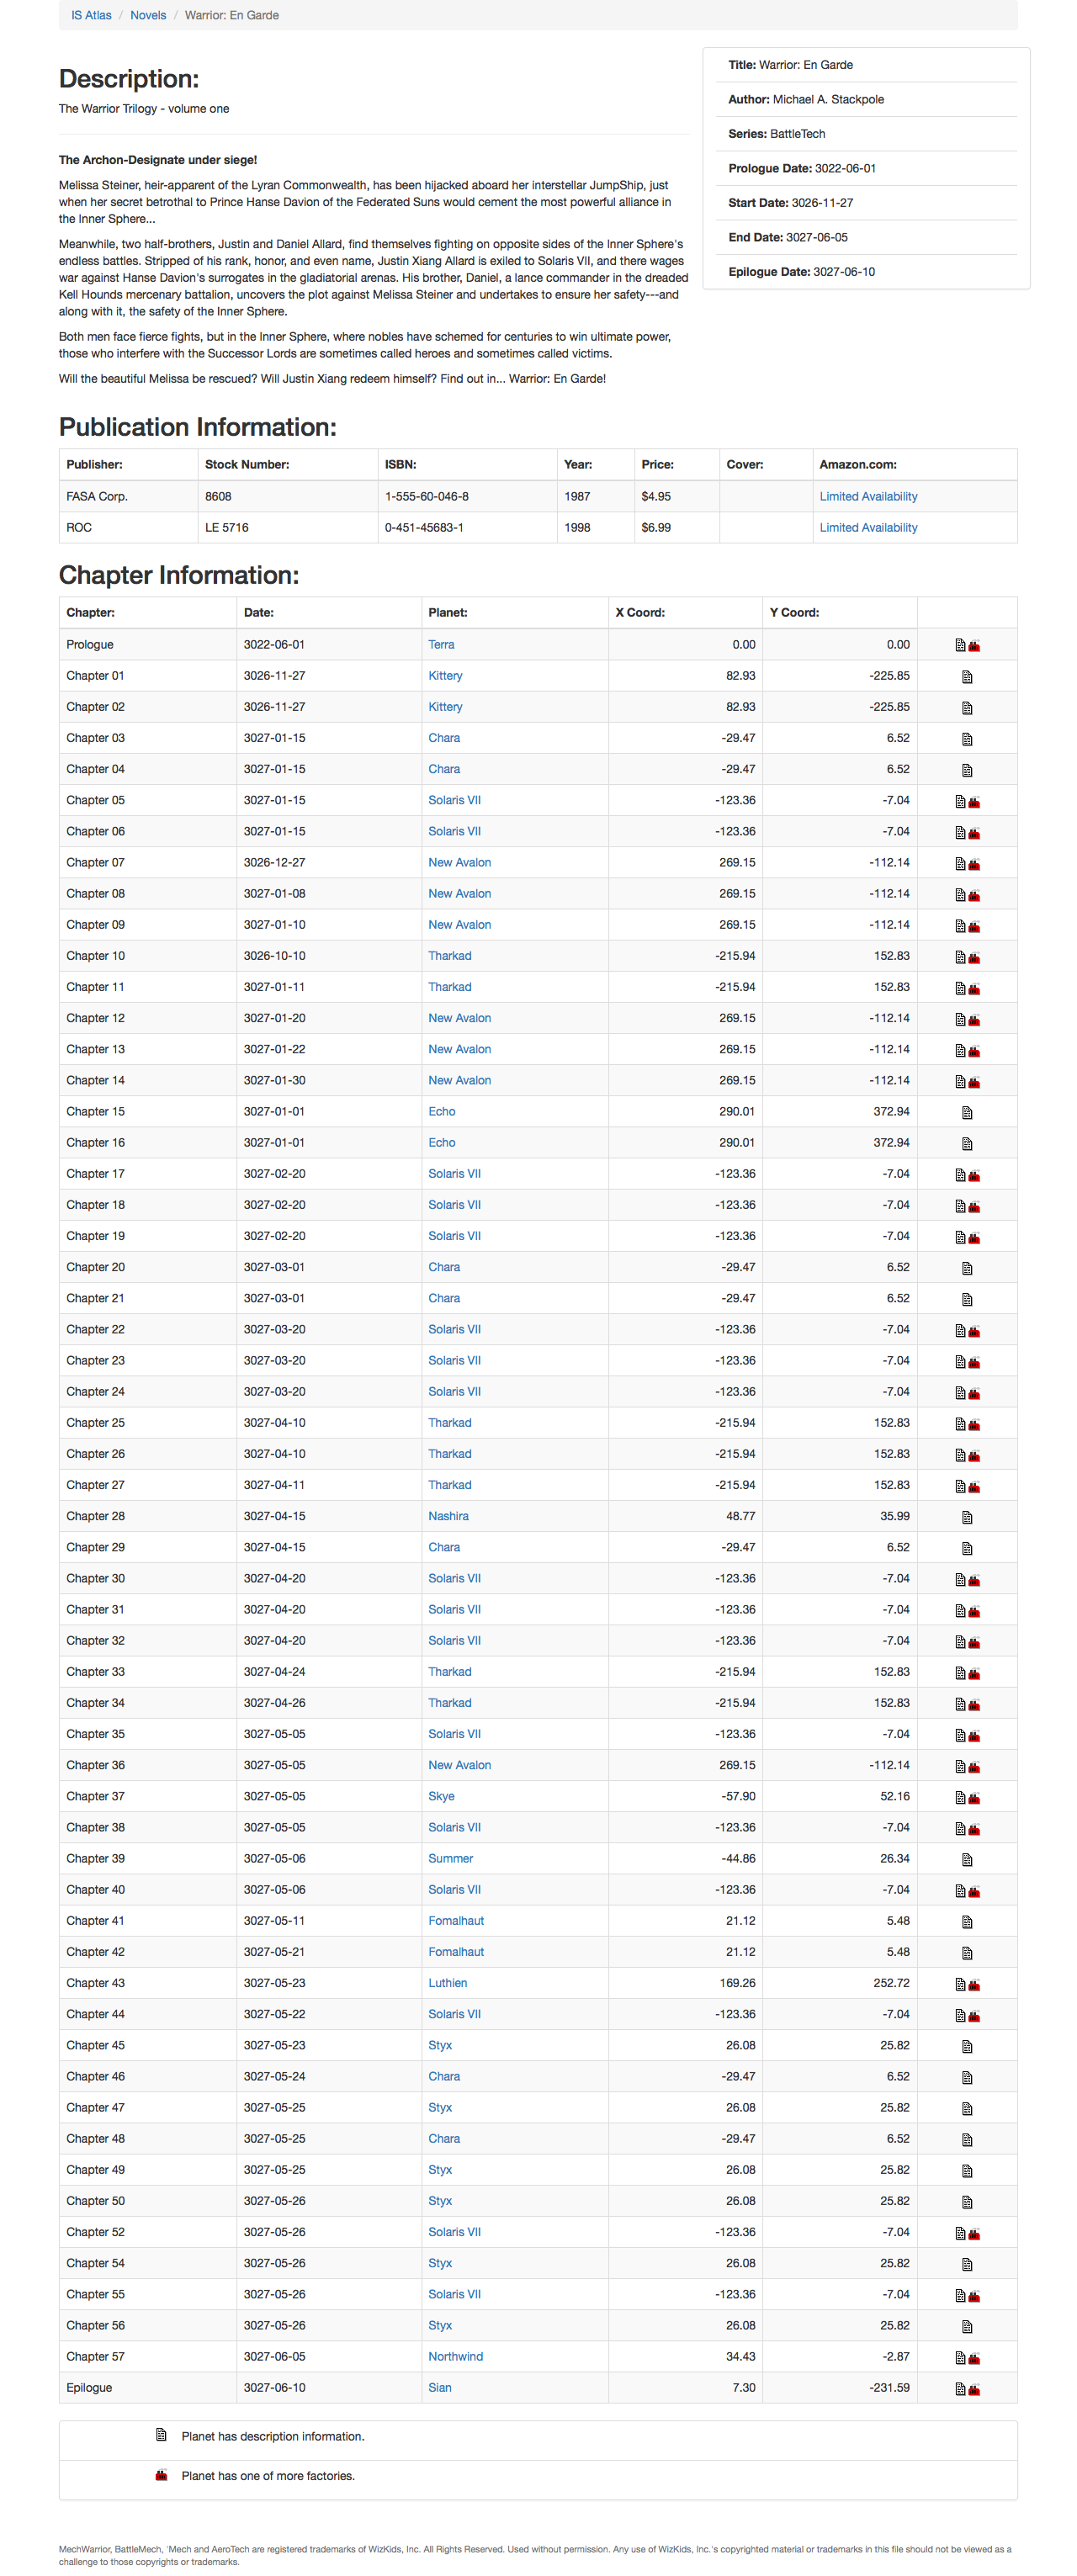 IS Atlas / Novels / Warrior: En Garde
Description:
The Warrior Trilogy - volume one
The Archon-Designate under siege!
Melissa Steiner, heir-apparent of the Lyran Commonwealth, has been hijacked aboard her interstellar JumpShip, just
when her secret betrothal to Prince Hanse Davion of the Federated Suns would cement the most powerful alliance in
the Inner Sphere...
Meanwhile, two half-brothers, Justin and Daniel Allard, find themselves fighting on opposite sides of the Inner Sphere's
endless battles. Stripped of his rank, honor, and even name, Justin Xiang Allard is exiled to Solaris VII, and there wages
war against Hanse Davion's surrogates in the gladiatorial arenas. His brother, Daniel, a lance commander in the dreaded
Kell Hounds mercenary battalion, uncovers the plot against Melissa Steiner and undertakes to ensure her safety---and
along with it, the safety of the Inner Sphere.
Both men face fierce fights, but in the Inner Sphere, where nobles have schemed for centuries to win ultimate power,
those who interfere with the Successor Lords are sometimes called heroes and sometimes called victims.
Will the beautiful Melissa be rescued? Will Justin Xiang redeem himself? Find out in... Warrior: En Garde!
Title: Warrior: En Garde
Author: Michael A. Stackpole
Series: BattleTech
Prologue Date: 3022-06-01
Start Date: 3026-11-27
End Date: 3027-06-05
Epilogue Date: 3027-06-10
Publication Information:
Publisher: Stock Number: ISBN: Year: Price: Cover: Amazon.com:
FASA Corp. 8608 1-555-60-046-8 1987 $4.95 Limited Availability
ROC LE 5716 0-451-45683-1 1998 $6.99 Limited Availability
Chapter Information:
Chapter: Date: Planet: X Coord: Y Coord:
Prologue 3022-06-01 Terra 0.00 0.00
Chapter 01 3026-11-27 Kittery 82.93 -225.85
Chapter 02 3026-11-27 Kittery 82.93 -225.85
Chapter 03 3027-01-15 Chara -29.47 6.52
Chapter 04 3027-01-15 Chara -29.47 6.52
Chapter 05 3027-01-15 Solaris VII -123.36 -7.04
Chapter 06 3027-01-15 Solaris VII -123.36 -7.04
Chapter 07 3026-12-27 New Avalon 269.15 -112.14
Chapter 08 3027-01-08 New Avalon 269.15 -112.14
Chapter 09 3027-01-10 New Avalon 269.15 -112.14
Chapter 10 3026-10-10 Tharkad -215.94 152.83
Chapter 11 3027-01-11 Tharkad -215.94 152.83
Chapter 12 3027-01-20 New Avalon 269.15 -112.14
Chapter 13 3027-01-22 New Avalon 269.15 -112.14
Chapter 14 3027-01-30 New Avalon 269.15 -112.14
Chapter 15 3027-01-01 Echo 290.01 372.94
Chapter 16 3027-01-01 Echo 290.01 372.94
Chapter 17 3027-02-20 Solaris VII -123.36 -7.04
Chapter 18 3027-02-20 Solaris VII -123.36 -7.04
Chapter 19 3027-02-20 Solaris VII -123.36 -7.04
Chapter 20 3027-03-01 Chara -29.47 6.52
Chapter 21 3027-03-01 Chara -29.47 6.52
Chapter 22 3027-03-20 Solaris VII -123.36 -7.04
Chapter 23 3027-03-20 Solaris VII -123.36 -7.04
Chapter 24 3027-03-20 Solaris VII -123.36 -7.04
Chapter 25 3027-04-10 Tharkad -215.94 152.83
Chapter 26 3027-04-10 Tharkad -215.94 152.83
Chapter 27 3027-04-11 Tharkad -215.94 152.83
Chapter 28 3027-04-15 Nashira 48.77 35.99
Chapter 29 3027-04-15 Chara -29.47 6.52
Chapter 30 3027-04-20 Solaris VII -123.36 -7.04
Chapter 31 3027-04-20 Solaris VII -123.36 -7.04
Chapter 32 3027-04-20 Solaris VII -123.36 -7.04
Chapter 33 3027-04-24 Tharkad -215.94 152.83
Chapter 34 3027-04-26 Tharkad -215.94 152.83
Chapter 35 3027-05-05 Solaris VII -123.36 -7.04
Chapter 36 3027-05-05 New Avalon 269.15 -112.14
Chapter 37 3027-05-05 Skye -57.90 52.16
Chapter 38 3027-05-05 Solaris VII -123.36 -7.04
Chapter 39 3027-05-06 Summer -44.86 26.34
Chapter 40 3027-05-06 Solaris VII -123.36 -7.04
Chapter 41 3027-05-11 Fomalhaut 21.12 5.48
Chapter 42 3027-05-21 Fomalhaut 21.12 5.48
Chapter 43 3027-05-23 Luthien 169.26 252.72
Chapter 44 3027-05-22 Solaris VII -123.36 -7.04
Chapter 45 3027-05-23 Styx 26.08 25.82
Chapter 46 3027-05-24 Chara -29.47 6.52
Chapter 47 3027-05-25 Styx 26.08 25.82
Chapter 48 3027-05-25 Chara -29.47 6.52
Chapter 49 3027-05-25 Styx 26.08 25.82
Chapter 50 3027-05-26 Styx 26.08 25.82
Chapter 52 3027-05-26 Solaris VII -123.36 -7.04
Chapter 54 3027-05-26 Styx 26.08 25.82
Chapter 55 3027-05-26 Solaris VII -123.36 -7.04
Chapter 56 3027-05-26 Styx 26.08 25.82
Chapter 57 3027-06-05 Northwind 34.43 -2.87
Epilogue 3027-06-10 Sian 7.30 -231.59
Planet has description information.
Planet has one of more factories.
MechWarrior, BattleMech, 'Mech and AeroTech are registered trademarks of WizKids, Inc. All Rights Reserved. Used without permission. Any use of WizKids, Inc.'s copyrighted material or trademarks in this file should not be viewed as a
challenge to those copyrights or trademarks.